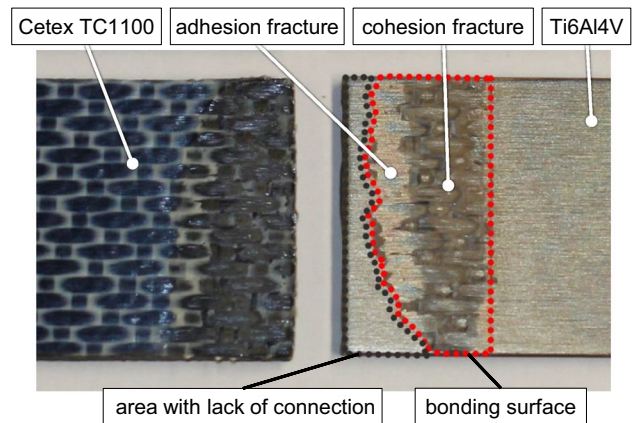 Cetex TC1100
adhesion fracture
cohesion fracture
Ti6Al4V
area with lack of connection
bonding surface